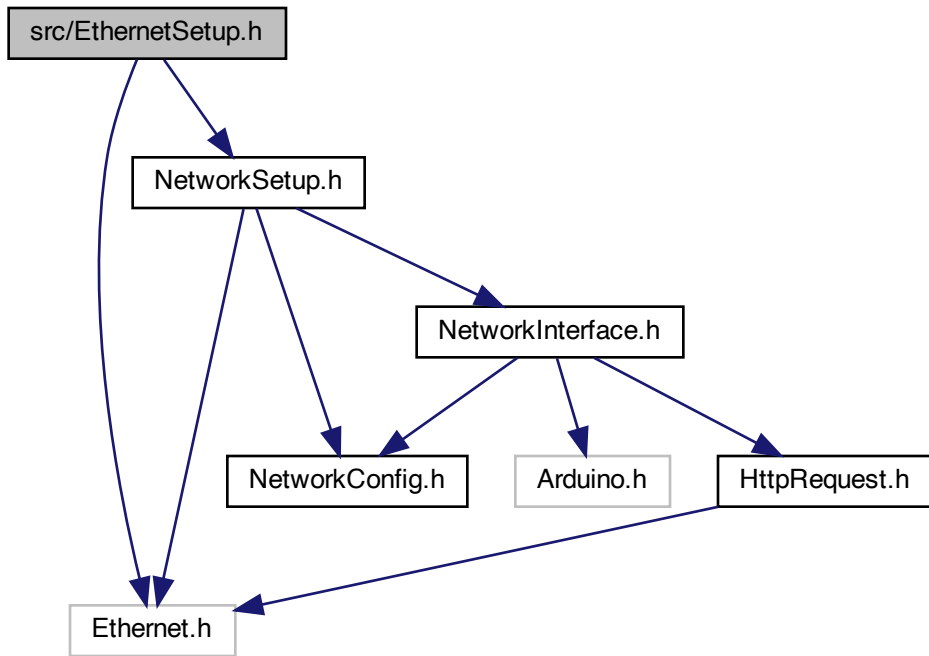 src/EthernetSetup.h
NetworkSetup.h
NetworkInterface.h
NetworkConfig.h
Arduino.h
HttpRequest.h
Ethernet.h